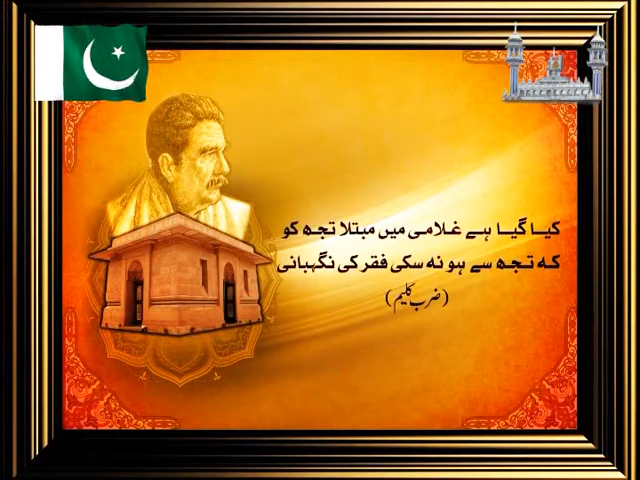 کیا گیا ہے غلامی میں مبتلا تجھ کو
کہ تجھ سے ہو نہ سکی فقر کی نگہبانی
(ضرب کلیم)